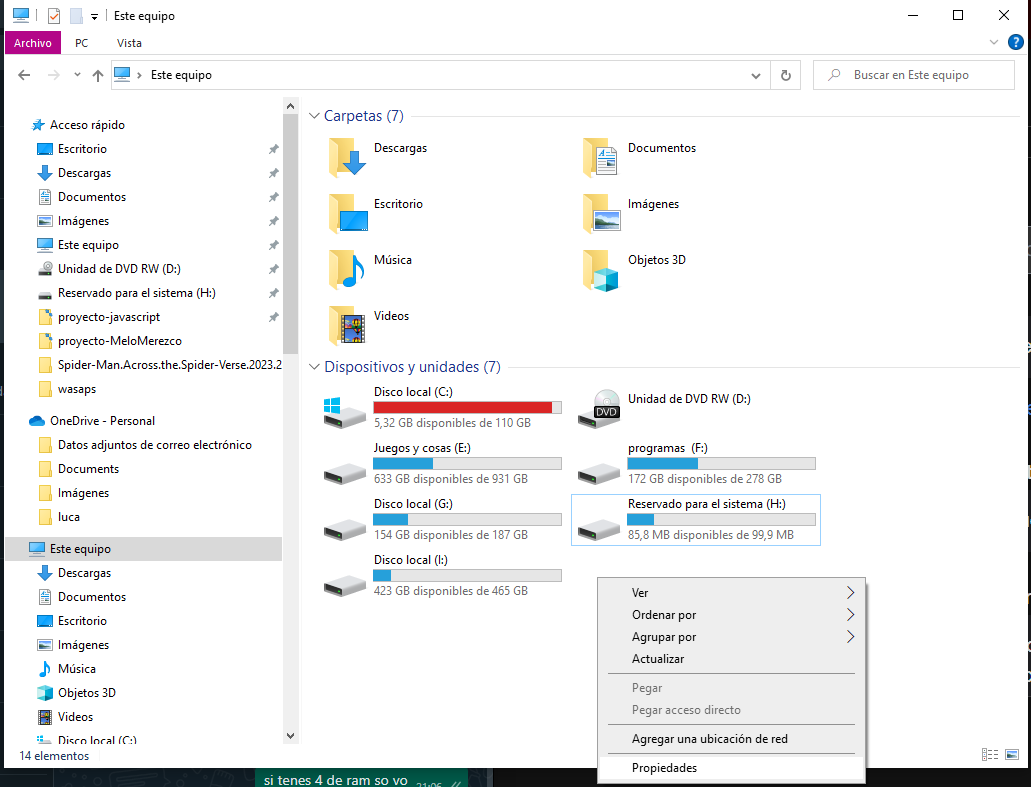 Este equipo
Archivo
PC
Vista
?
Este equipo
Buscar en Este equipo
Acceso rápido
Escritorio
Descargas
Documentos
Imágenes
Este equipo
Unidad de DVD RW (D:)
Reservado para el sistema (H:)
proyecto-javascript
proyecto-MeloMerezco
Spider-Man.Across.the.Spider-Verse.2023.2
wasaps
OneDrive - Personal
Datos adjuntos de correo electrónico
Documents
Imágenes
luca
Este equipo
Descargas
Documentos
Escritorio
Imágenes
Música
Objetos 3D
Videos
Disco local (C:)
14 elementos
Carpetas (7)
Descargas
Documentos
Escritorio
Imágenes
Música
Objetos 3D
Videos
Dispositivos y unidades (7)
Disco local (C:)
5,32 GB disponibles de 110 GB
DVD
Unidad de DVD RW (D:)
Juegos y cosas (E:)
633 GB disponibles de 931 GB
programas (F:)
172 GB disponibles de 278 GB
Disco local (G:)
154 GB disponibles de 187 GB
Reservado para el sistema (H:)
85,8 MB disponibles de 99,9 MB
Disco local (I:)
423 GB disponibles de 465 GB
Ver
Ordenar por
Agrupar por
Actualizar
Pegar
Pegar acceso directo
Agregar una ubicación de red
Propiedades
si tenes 4 de ram so vo